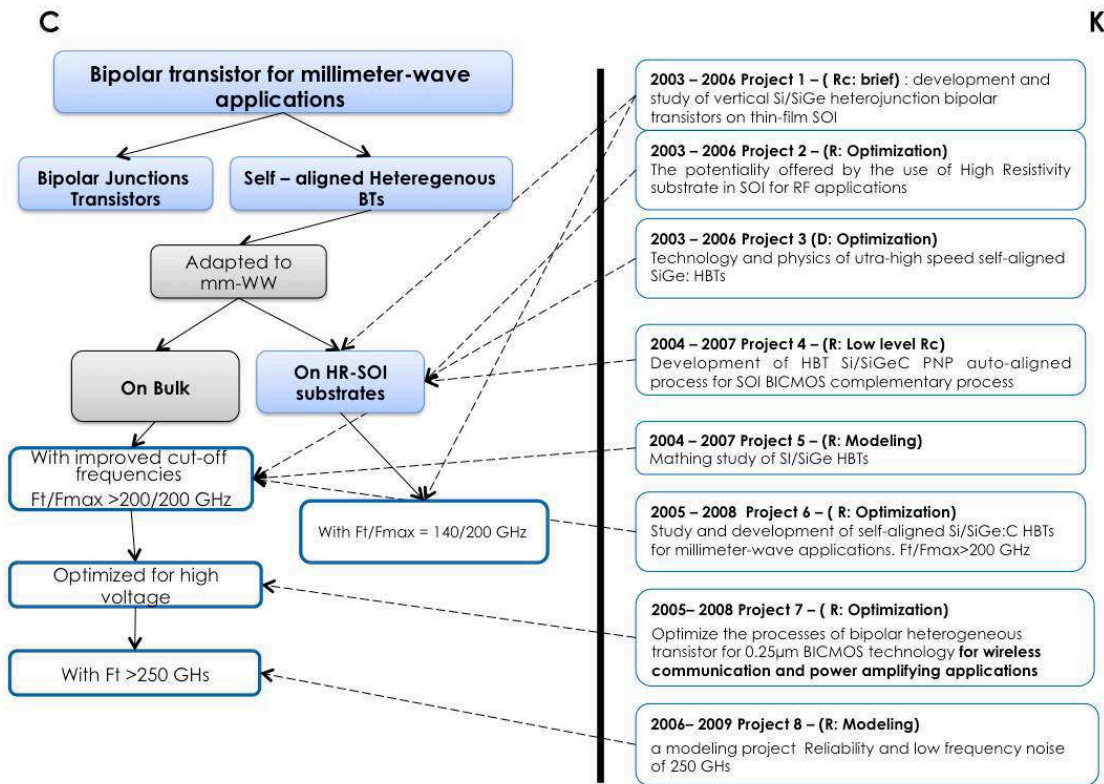 C
K
Bipolar transistor for millimeter-wave
applications
Bipolar Junctions
Transistors
Self – aligned Heteregenous
BTs
Adapted to
mm-WW
On Bulk
On HR-SOI
substrates
With improved cut-off
frequencies
Ft/Fmax >200/200 GHz
With Ft/Fmax = 140/200 GHz
Optimized for high
voltage
With Ft >250 GHs
2003 – 2006 Project 1 – ( Rc: brief) : development and
study of vertical Si/SiGe heterojunction bipolar
transistors on thin-film SOI
2003 – 2006 Project 2 – (R: Optimization)
The potentiality offered by the use of High Resistivity
substrate in SOI for RF applications
2003 – 2006 Project 3 (D: Optimization)
Technology and physics of utra-high speed self-aligned
SiGe: HBTs
2004 – 2007 Project 4 – (R: Low level Rc)
Development of HBT Si/SiGeC PNP auto-aligned
process for SOI BICMOS complementary process
2004 – 2007 Project 5 – (R: Modeling)
Mathing study of SI/SiGe HBTs
2005 – 2008 Project 6 – ( R: Optimization)
Study and development of self-aligned Si/SiGe:C HBTs
for millimeter-wave applications. Ft/Fmax>200 GHz
2005– 2008 Project 7 – ( R: Optimization)
Optimize the processes of bipolar heterogeneous
transistor for 0.25µm BICMOS technology for wireless
communication and power amplifying applications
2006– 2009 Project 8 – (R: Modeling)
a modeling project Reliability and low frequency noise
of 250 GHs